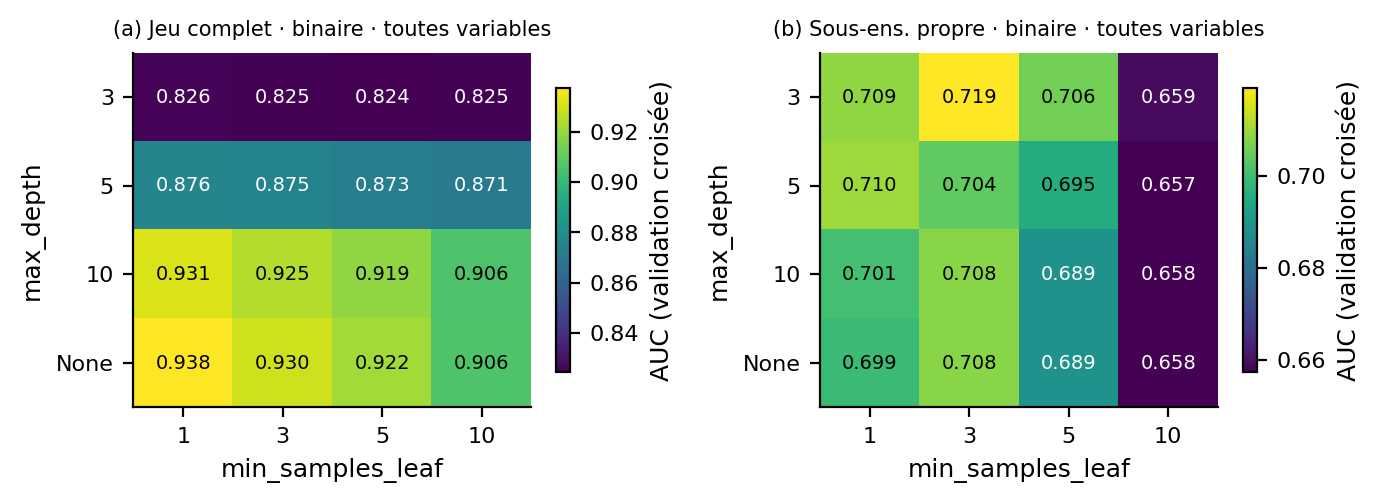 (a) Jeu complet · binaire · toutes variables
max_depth
3 0.826 0.825 0.824 0.825
5 0.876 0.875 0.873 0.871
10 0.931 0.925 0.919 0.906
None 0.938 0.930 0.922 0.906
1 3 5 10
min_samples_leaf
0.92
0.90
0.88
0.86
0.84
AUC (validation croisée)
(b) Sous-ens. propre · binaire · toutes variables
max_depth
3 0.709 0.719 0.706 0.659
5 0.710 0.704 0.695 0.657
10 0.701 0.708 0.689 0.658
None 0.699 0.708 0.689 0.658
1 3 5 10
min_samples_leaf
0.70
0.68
0.66
AUC (validation croisée)